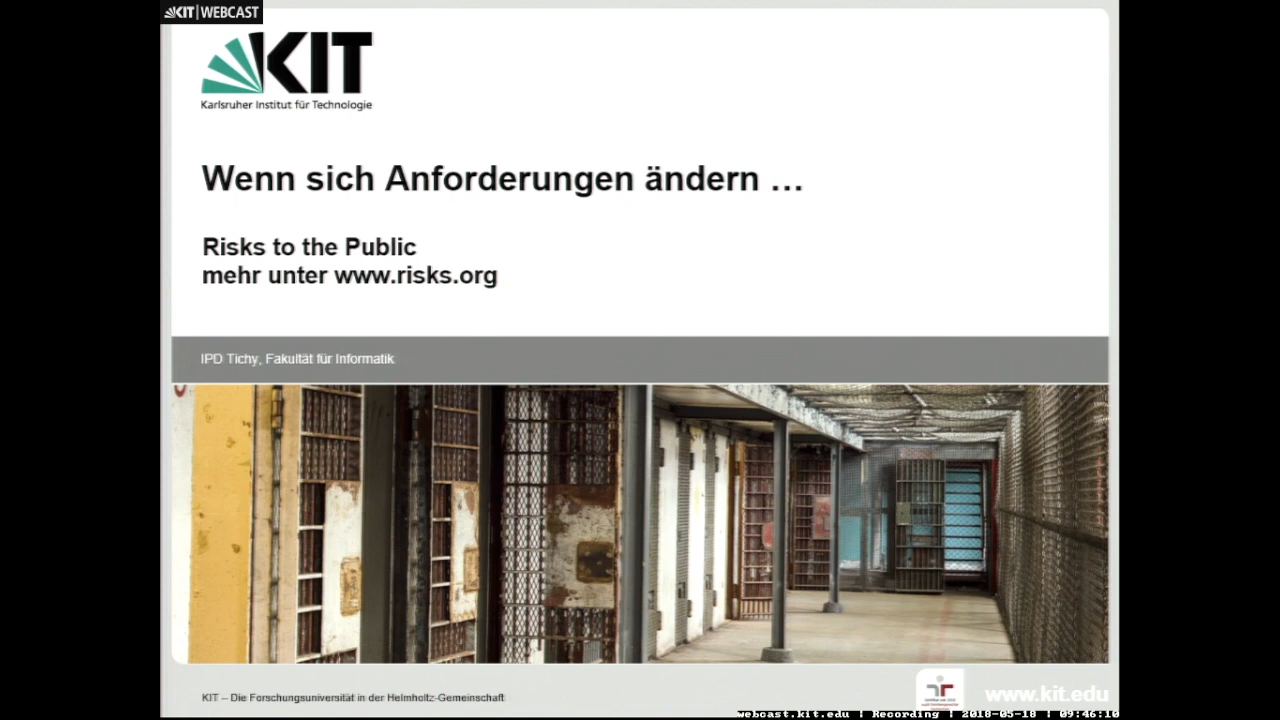 KIT | WEBCAST
KIT
Karlsruher Institut für Technologie
Wenn sich Anforderungen ändern …
Risks to the Public
mehr unter www.risks.org
IPD Tichy, Fakultät für Informatik
KIT – Die Forschungsuniversität in der Helmholtz-Gemeinschaft
www.kit.edu
webcast.kit.edu | Recording | 2018-05-18 | 09:46:10